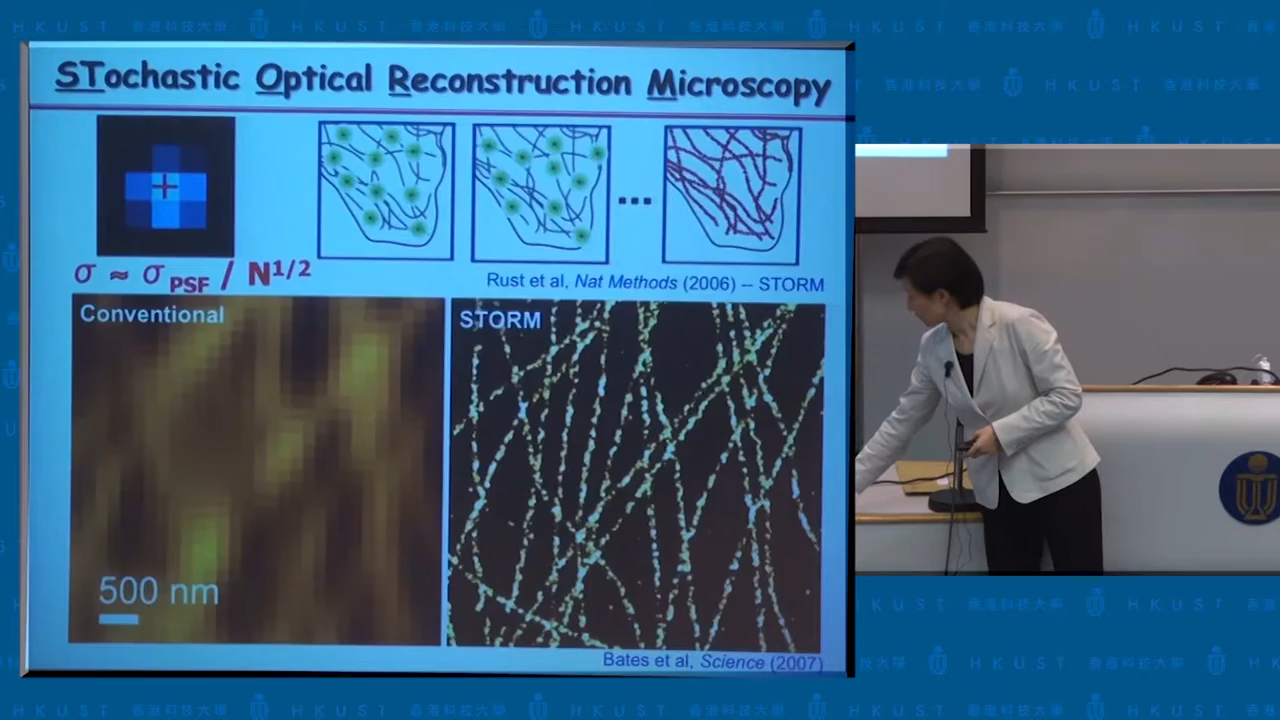 STochastic Optical Reconstruction Microscopy
σ ≈ σ PSF / N1/2
...
Rust et al, Nat Methods (2006) -- STORM
Conventional
STORM
500 nm
Bates et al, Science (2007)
HKUST 香港科技大學